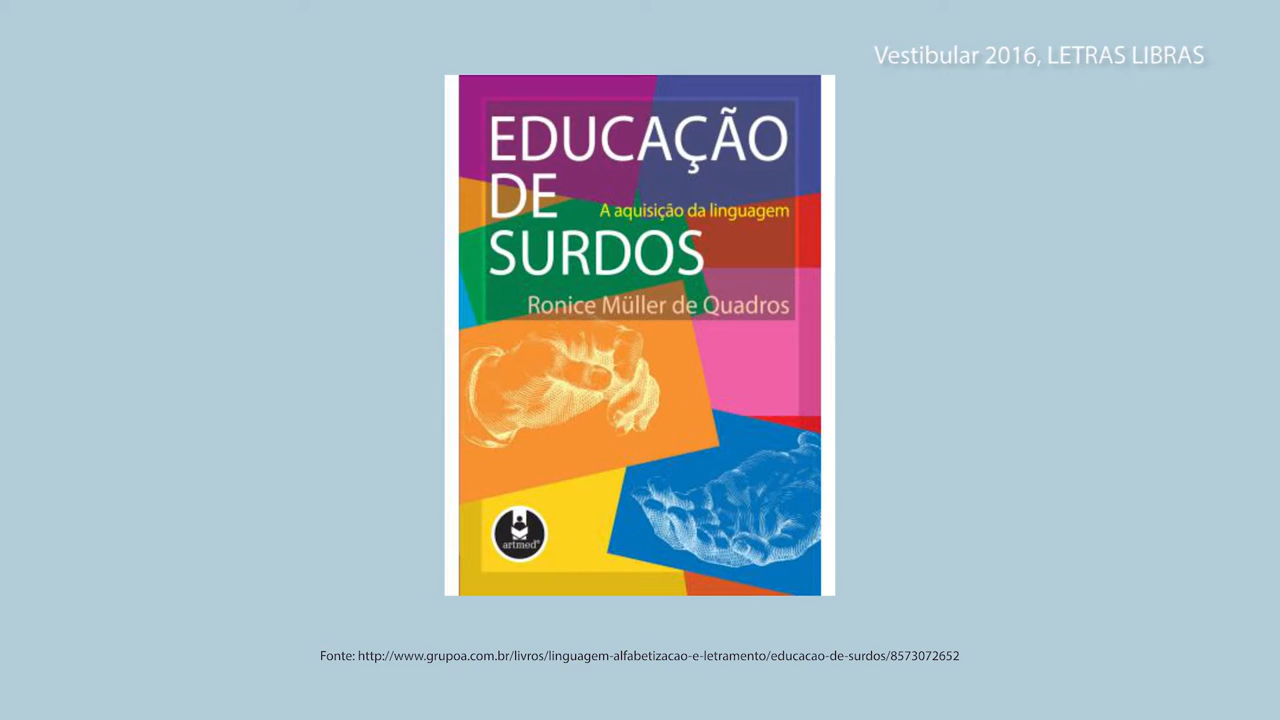 Vestibular 2016, LETRAS LIBRAS
EDUCAÇÃO
DE
A aquisição da linguagem
SURDOS
Ronice Müller de Quadros
artmed®
Fonte: http://www.grupoa.com.br/livros/linguagem-alfabetizacao-e-letramento/educacao-de-surdos/8573072652